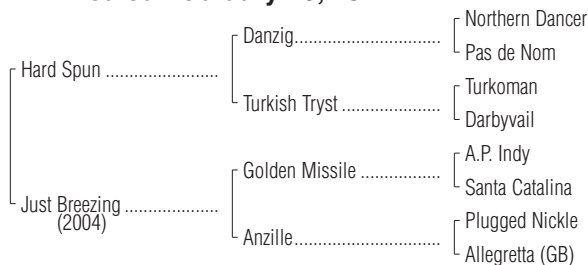 Northern Dancer
Danzig
Pas de Nom
Hard Spun
Turkoman
Turkish Tryst
Darbyvail
A.P. Indy
Golden Missile
Santa Catalina
Just Breezing
(2004)
Plugged Nickle
Anzille
Allegretta (GB)